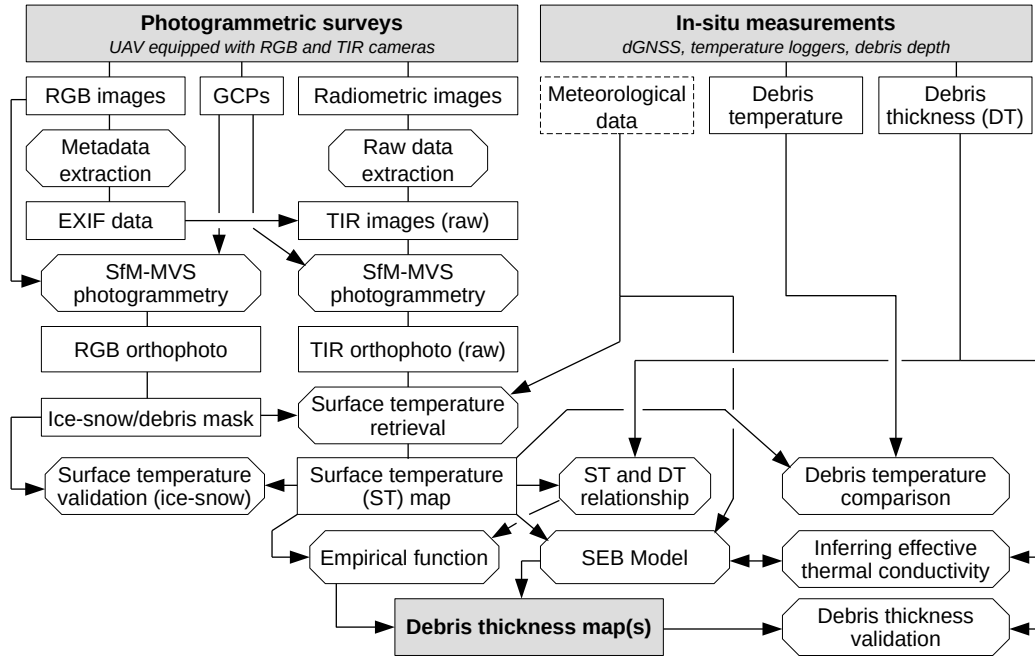 Photogrammetric surveys
UAV equipped with RGB and TIR cameras
In-situ measurements
dGNSS, temperature loggers, debris depth
RGB images
GCPs
Radiometric images
Meteorological
data
Debris
temperature
Debris
thickness (DT)
Metadata
extraction
Raw data
extraction
EXIF data
TIR images (raw)
SfM-MVS
photogrammetry
SfM-MVS
photogrammetry
RGB orthophoto
TIR orthophoto (raw)
Ice-snow/debris mask
Surface temperature
retrieval
Surface temperature
validation (ice-snow)
Surface temperature
(ST) map
ST and DT
relationship
Debris temperature
comparison
Empirical function
SEB Model
Inferring effective
thermal conductivity
Debris thickness map(s)
Debris thickness
validation